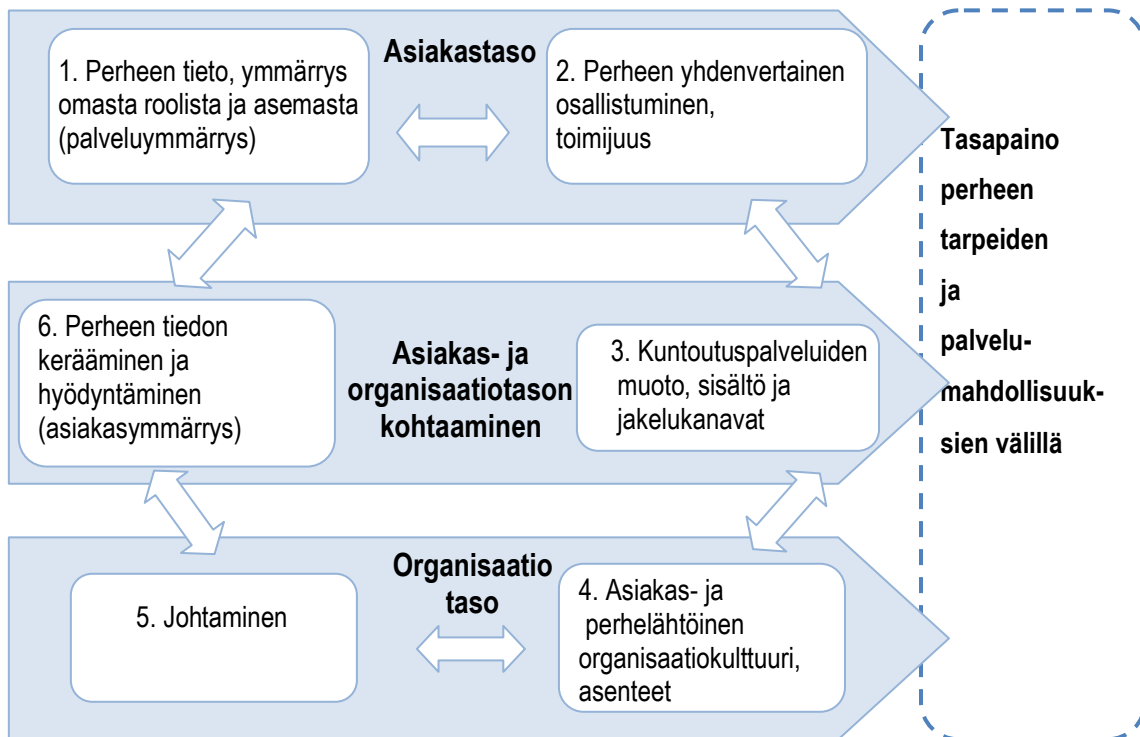 Asiakastaso
1. Perheen tieto, ymmärrys
omasta roolista ja asemasta
(palveluymmärrys)
2. Perheen yhdenvertainen
osallistuminen,
toimijuus
6. Perheen tiedon
kerääminen ja
hyödyntäminen
(asiakasymmärrys)
Asiakas- ja
organisaatiotason
kohtaaminen
3. Kuntoutuspalveluiden
muoto, sisältö ja
jakelukanavat
Organisaatio
taso
5. Johtaminen
4. Asiakas- ja
perhelähtöinen
organisaatiokulttuuri,
asenteet
Tasapaino
perheen
tarpeiden
ja
palvelu-
mahdollisuuk-
sien välillä